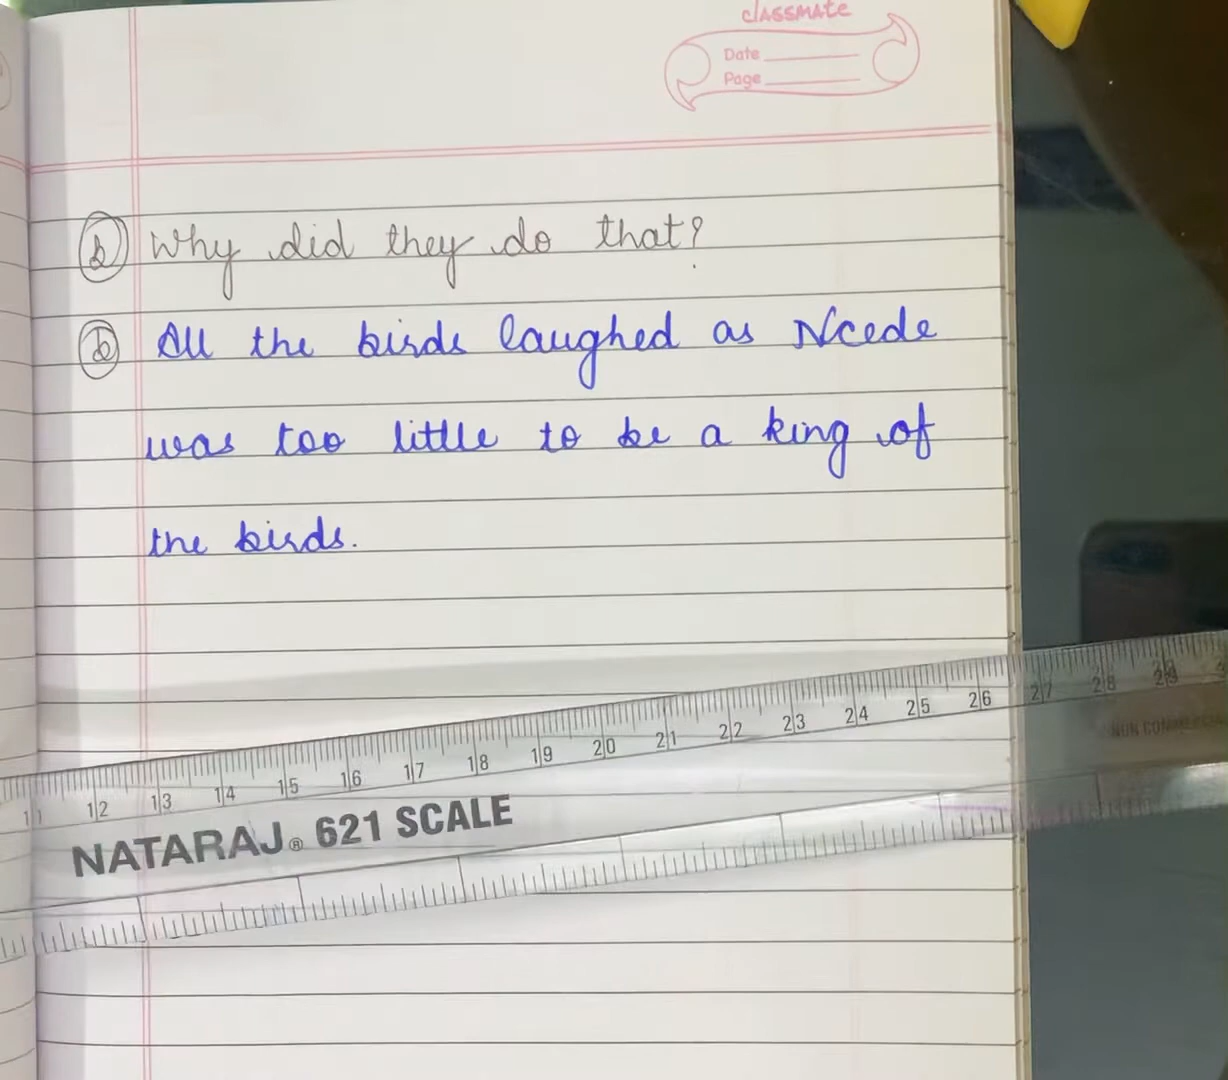 classmate
Date
Page
b Why did they do that?
b All the birds laughed as Ncede
was too little to be a king of
the birds.
11 12 13 14 15 16 17 18 19 20 21 22 23 24 25 26 27 28 29
NATARAJ® 621 SCALE